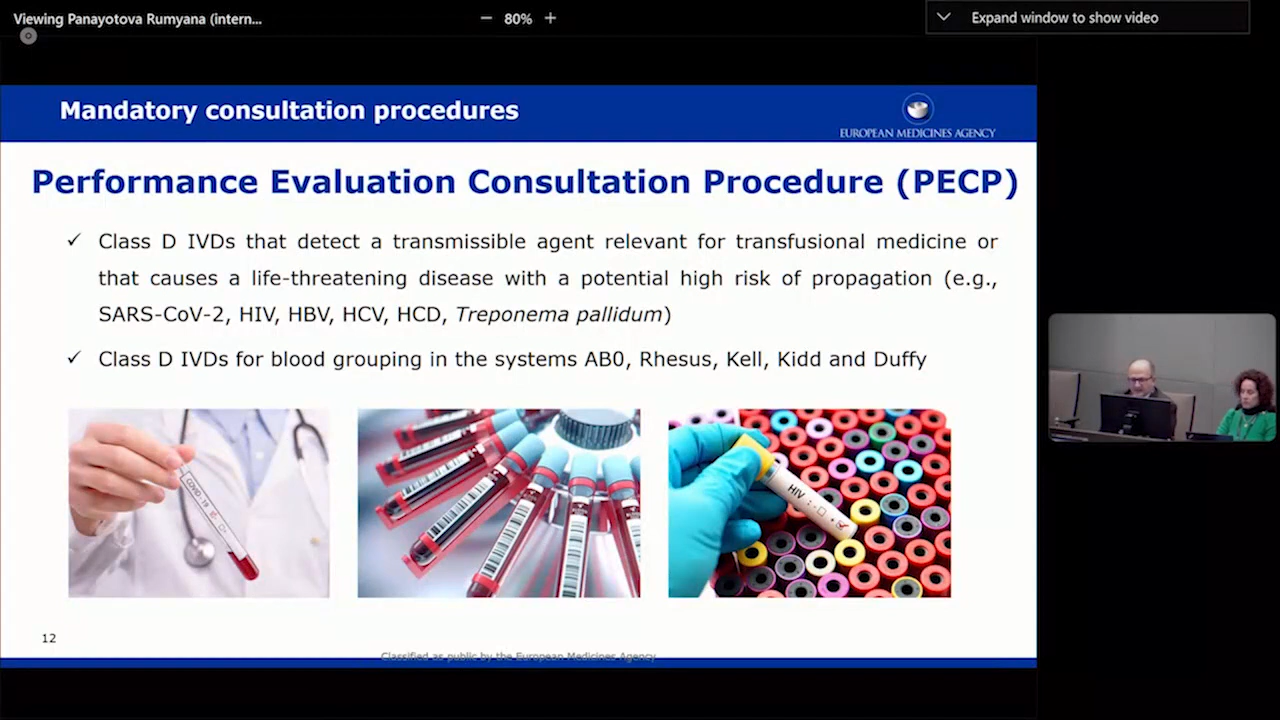 Viewing Panayotova Rumyana (intern...
80%
Expand window to show video
Mandatory consultation procedures
EUROPEAN MEDICINES AGENCY
Performance Evaluation Consultation Procedure (PECP)
Class D IVDs that detect a transmissible agent relevant for transfusional medicine or
that causes a life-threatening disease with a potential high risk of propagation (e.g.,
SARS-CoV-2, HIV, HBV, HCV, HCD, Treponema pallidum)
Class D IVDs for blood grouping in the systems AB0, Rhesus, Kell, Kidd and Duffy
COVID-19
HIV
12
Classified as public by the European Medicines Agency